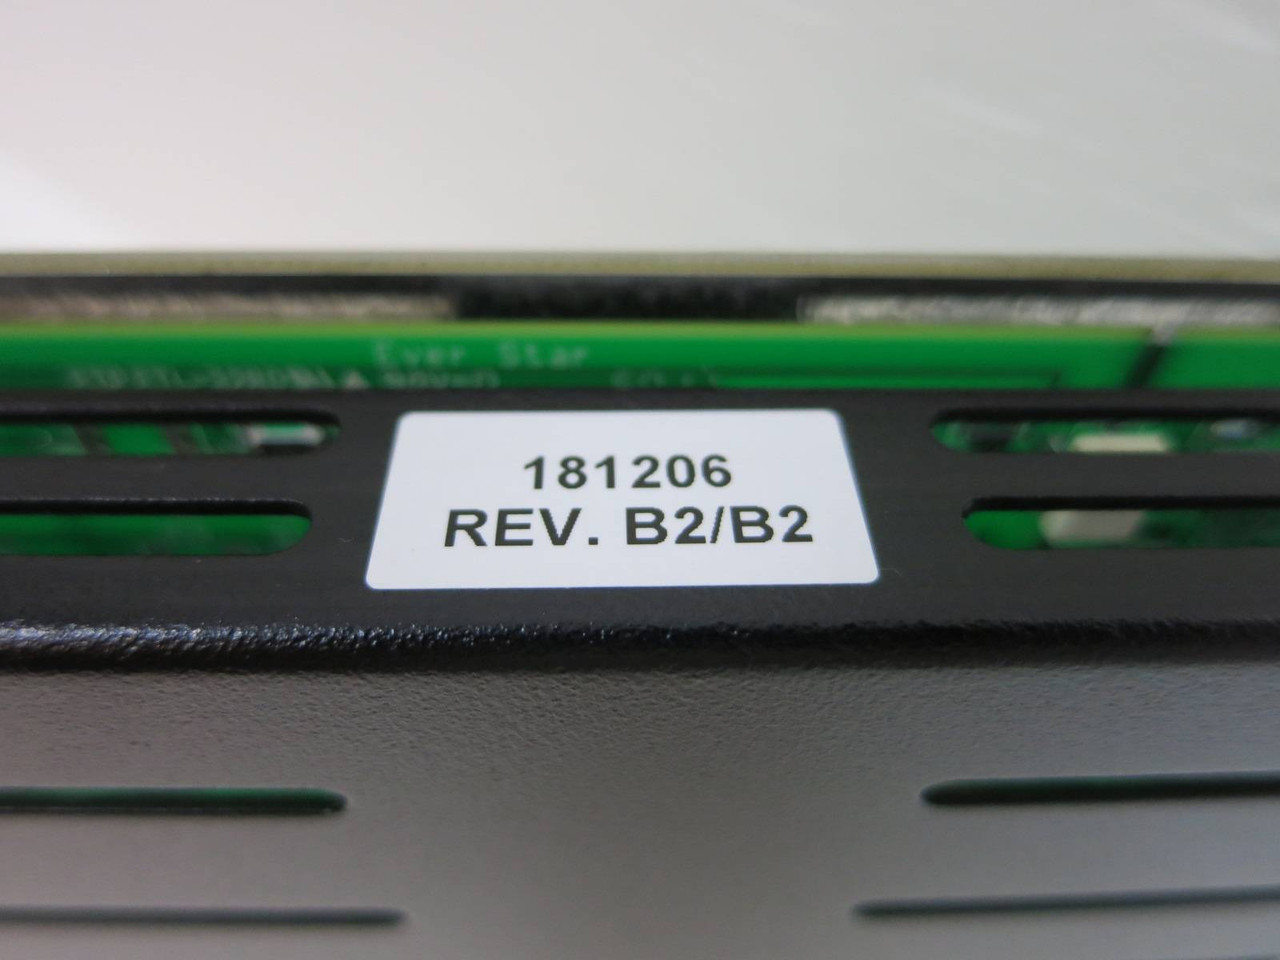 Ever Star
181206
REV. B2/B2